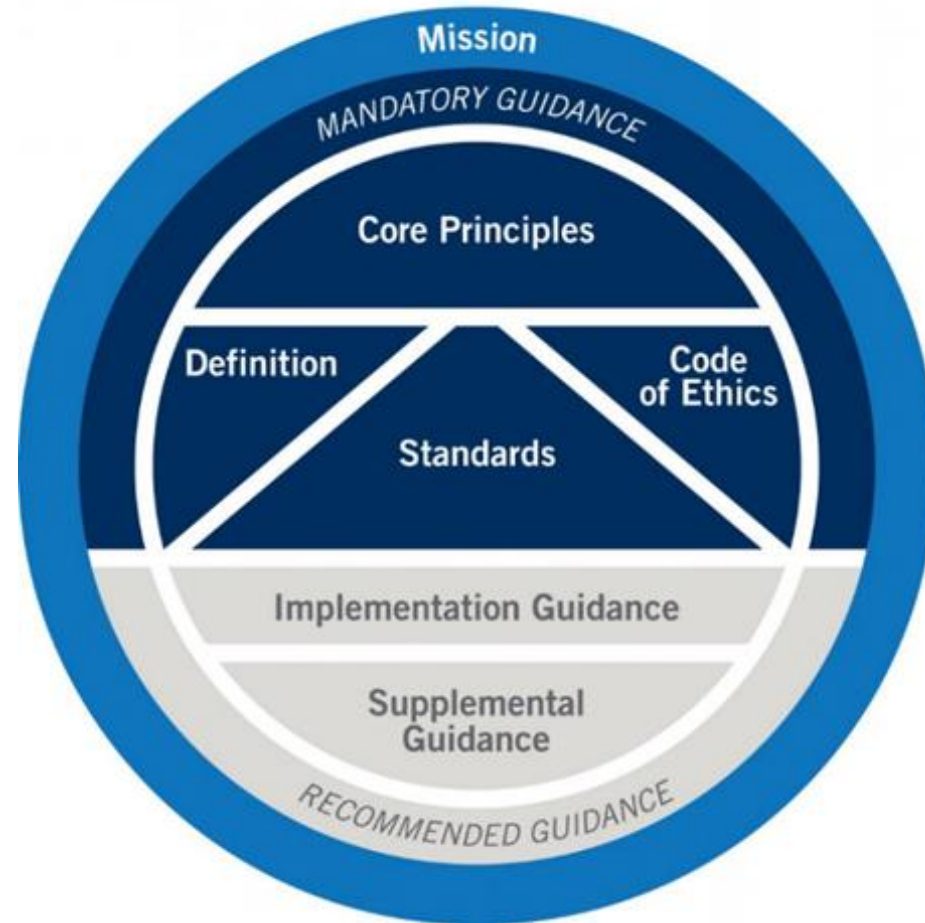 Mission
MANDATORY GUIDANCE
Core Principles
Definition
Code
of Ethics
Standards
Implementation Guidance
Supplemental
Guidance
RECOMMENDED GUIDANCE